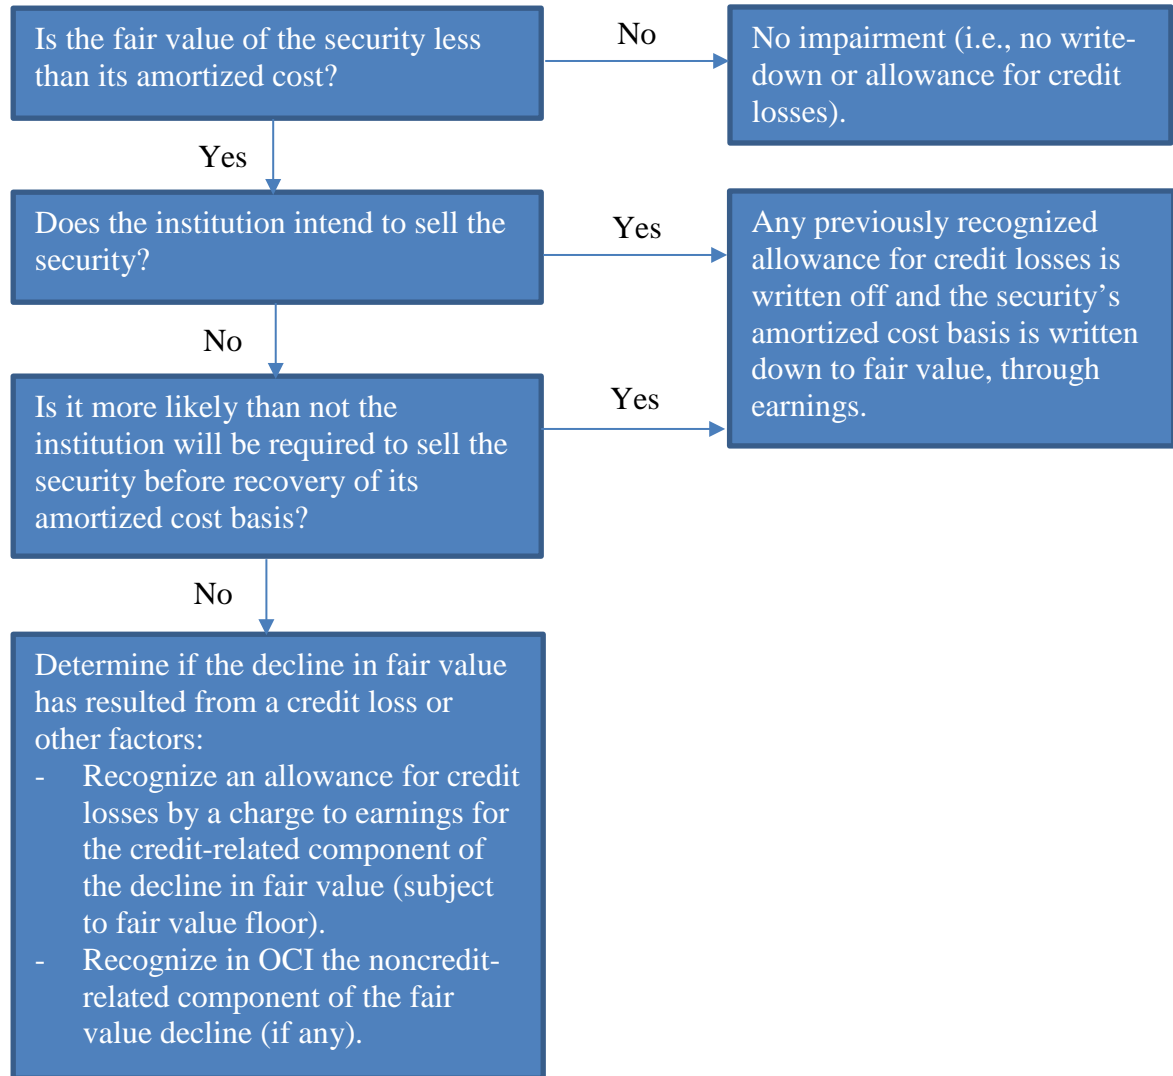 Is the fair value of the security less
than its amortized cost?
No
No impairment (i.e., no write-
down or allowance for credit
losses).
Yes
Does the institution intend to sell the
security?
Yes
Any previously recognized
allowance for credit losses is
written off and the security’s
amortized cost basis is written
down to fair value, through
earnings.
No
Is it more likely than not the
institution will be required to sell the
security before recovery of its
amortized cost basis?
Yes
No
Determine if the decline in fair value
has resulted from a credit loss or
other factors:
- Recognize an allowance for credit
losses by a charge to earnings for
the credit-related component of
the decline in fair value (subject
to fair value floor).
- Recognize in OCI the noncredit-
related component of the fair
value decline (if any).